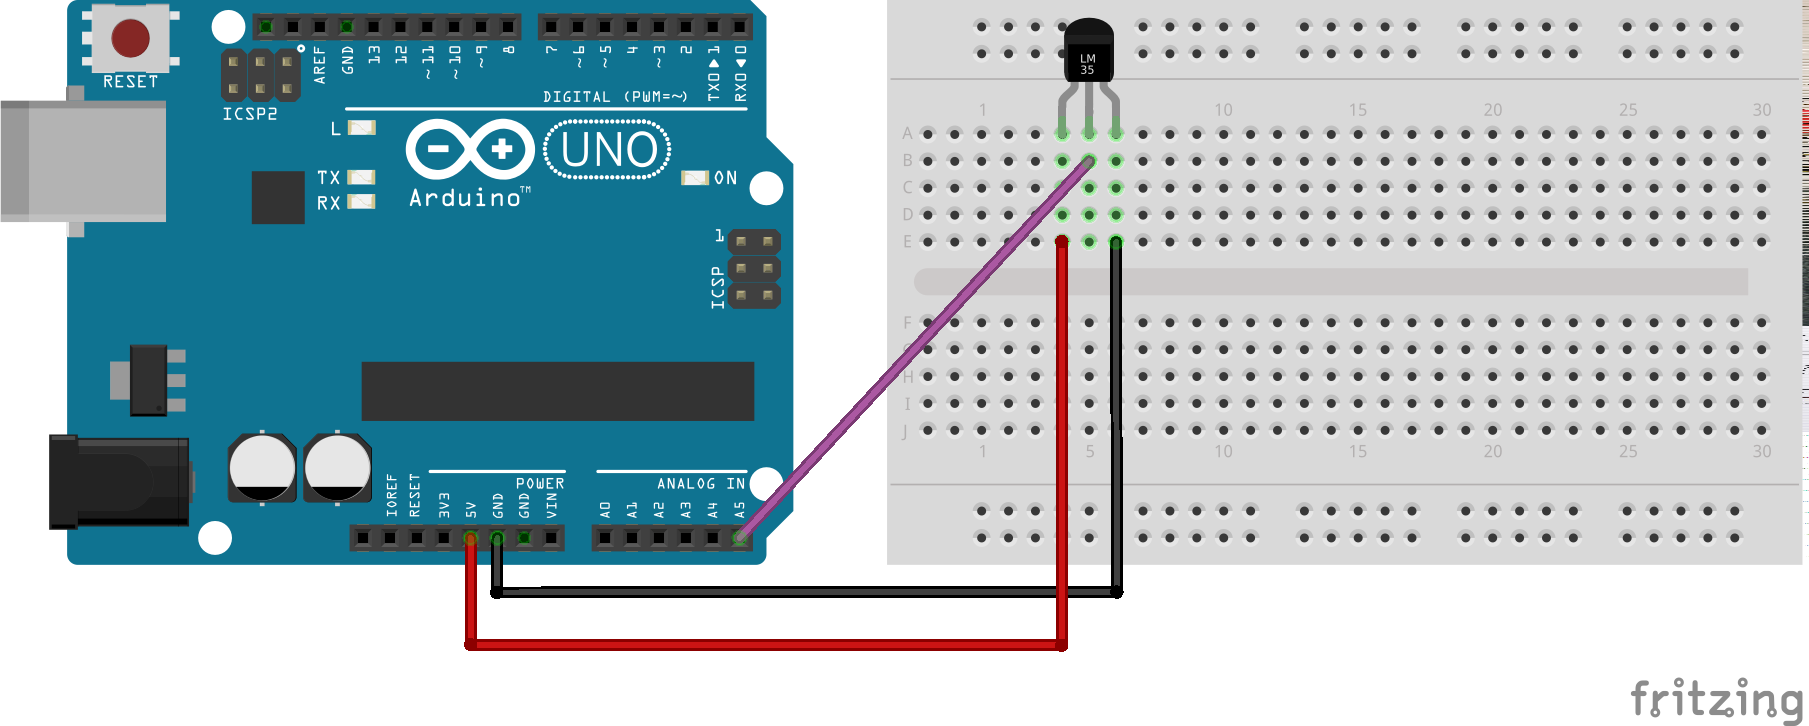 RESET
ICSP2
AREF
GND
13
12
~11
~10
~9
8
7
~6
~5
4
~3
2
TX0▶1
RX0◀0
DIGITAL (PWM=~)
L
TX
RX
UNO
Arduino™
ON
1
ICSP
IOREF
RESET
3V3
5V
GND
GND
VIN
POWER
A0
A1
A2
A3
A4
A5
ANALOG IN
LM
35
1 10 15 20 25 30
A
B
C
D
E
F
H
I
J
1 5 10 15 20 25 30
fritzing